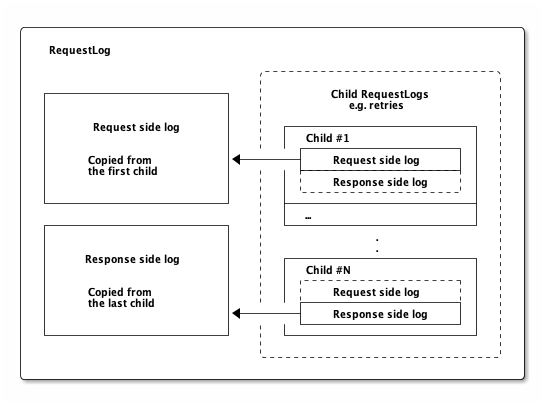 RequestLog
Request side log
Copied from
the first child
Response side log
Copied from
the last child
Child RequestLogs
e.g. retries
Child #1
Request side log
Response side log
...
Child #N
Request side log
Response side log